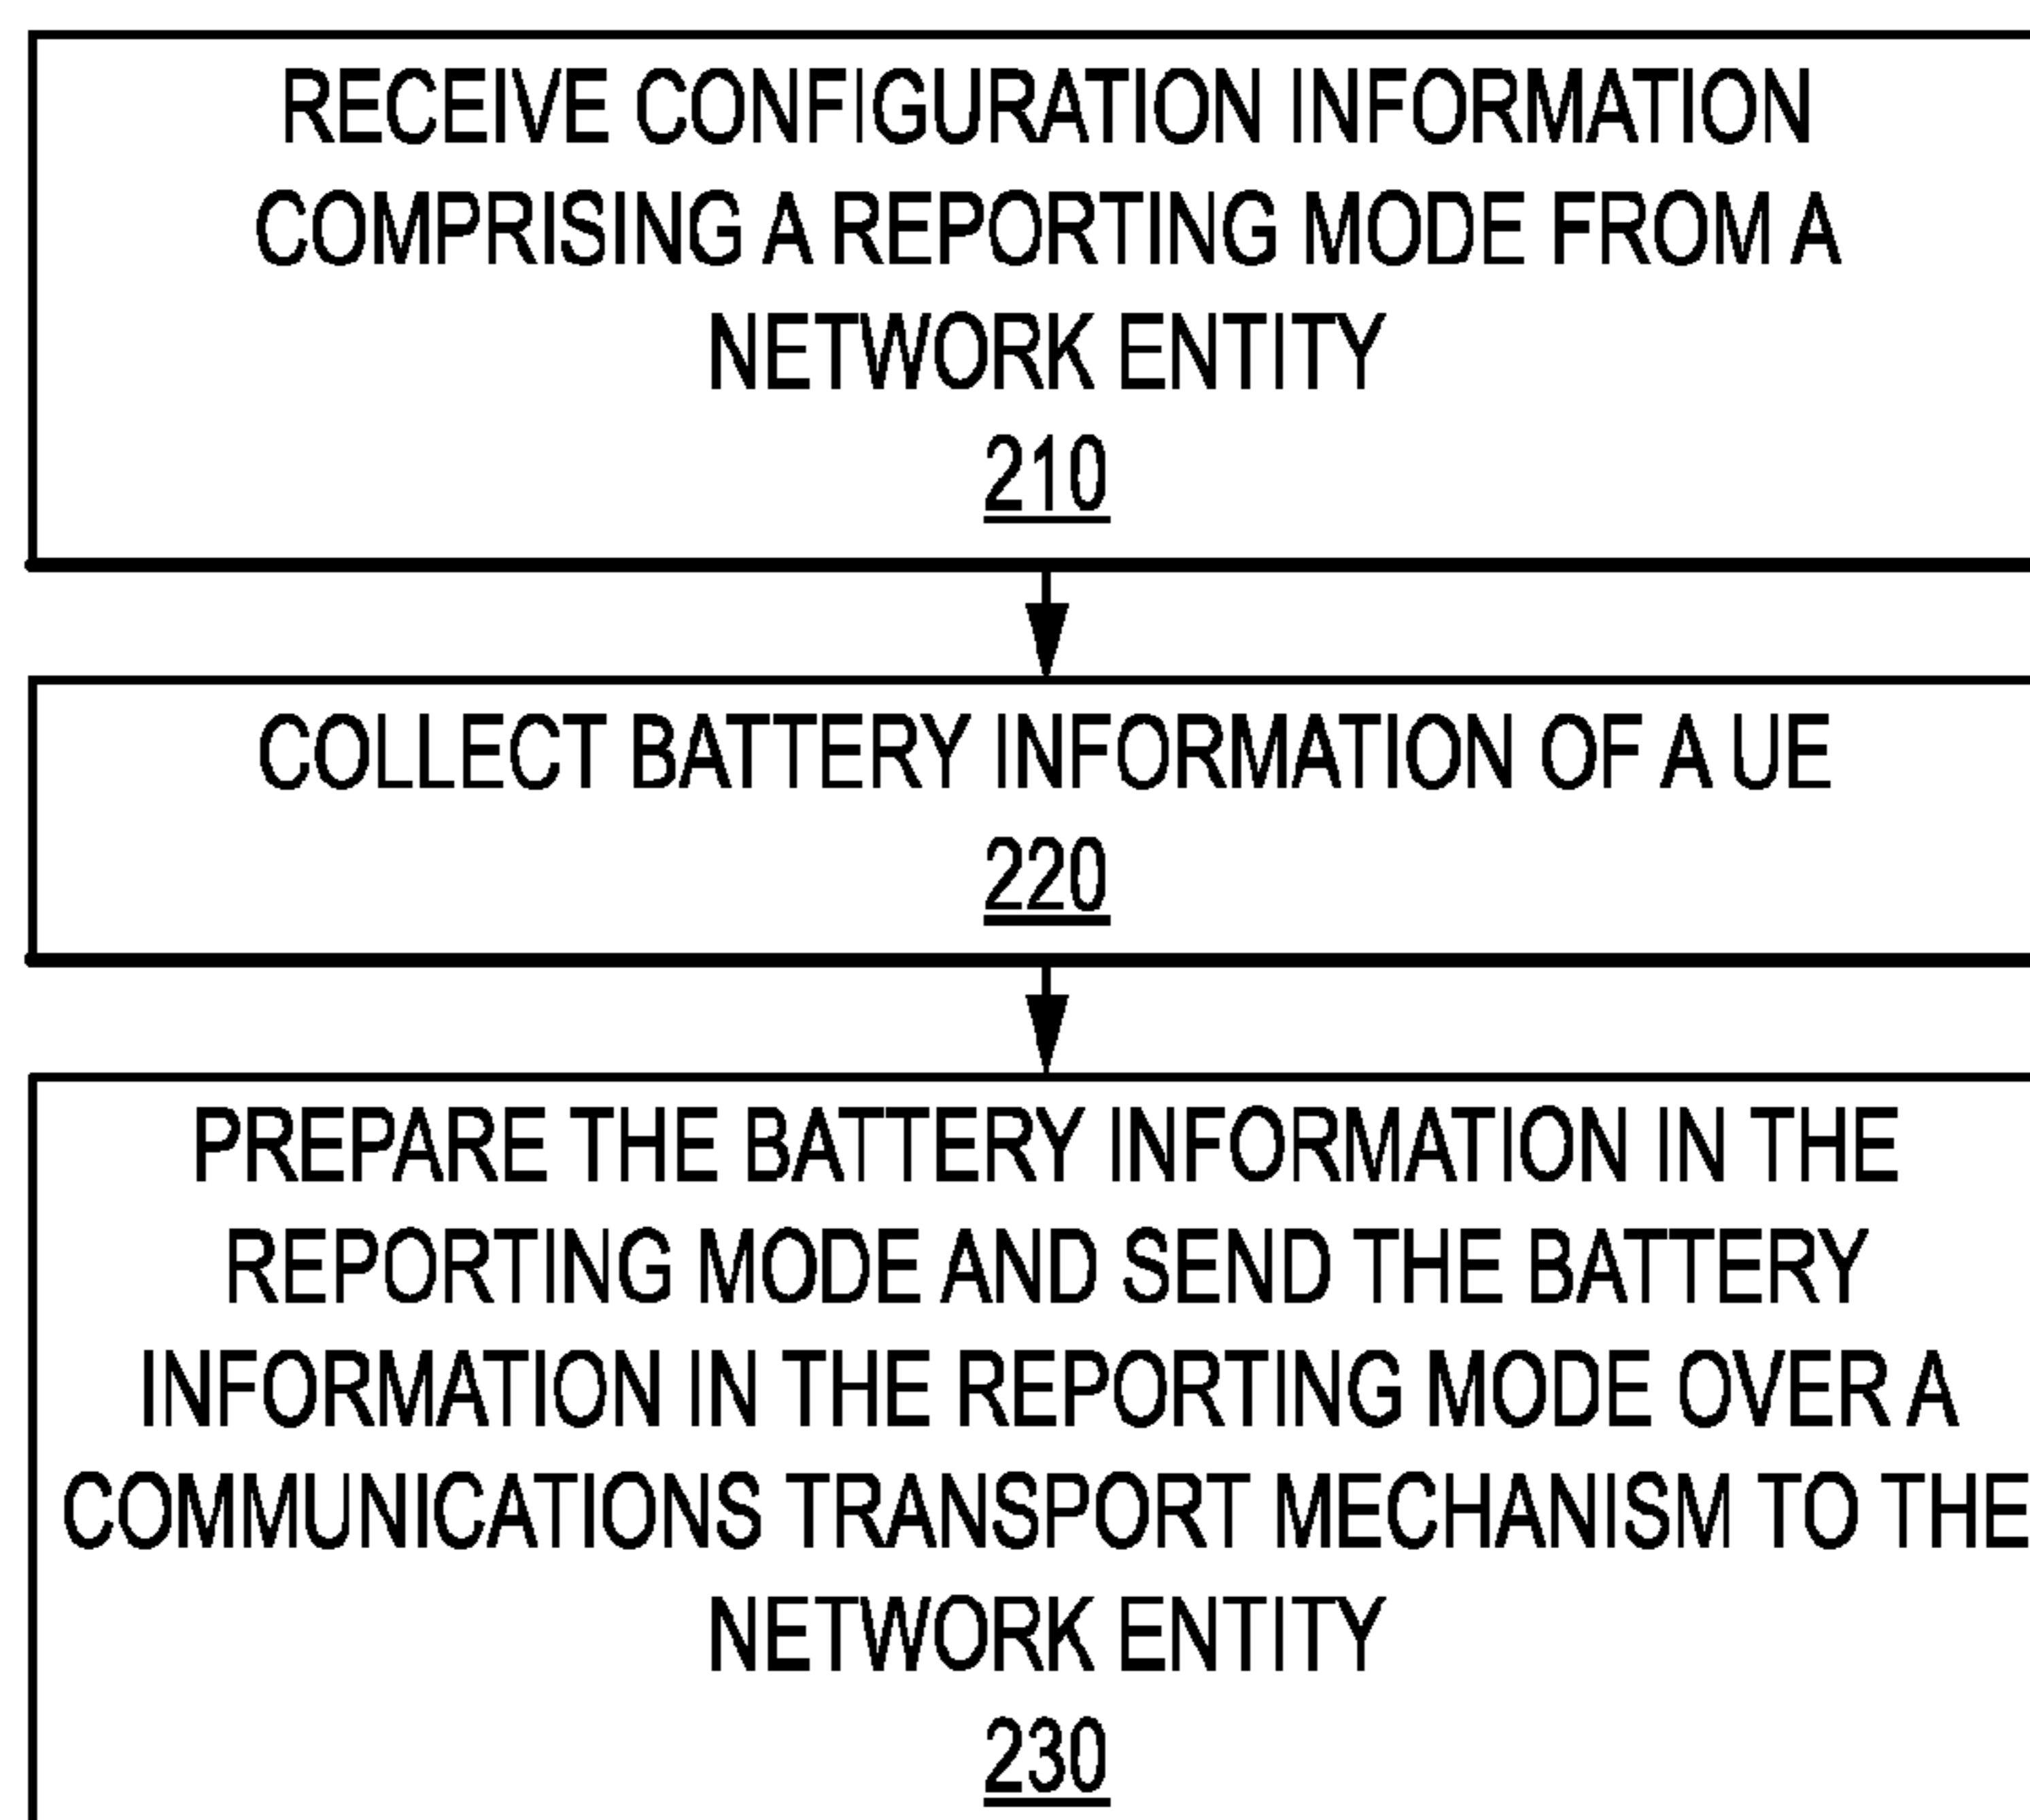 RECEIVE CONFIGURATION INFORMATION
COMPRISING A REPORTING MODE FROM A
NETWORK ENTITY
210
COLLECT BATTERY INFORMATION OF A UE
220
PREPARE THE BATTERY INFORMATION IN THE
REPORTING MODE AND SEND THE BATTERY
INFORMATION IN THE REPORTING MODE OVER A
COMMUNICATIONS TRANSPORT MECHANISM TO THE
NETWORK ENTITY
230